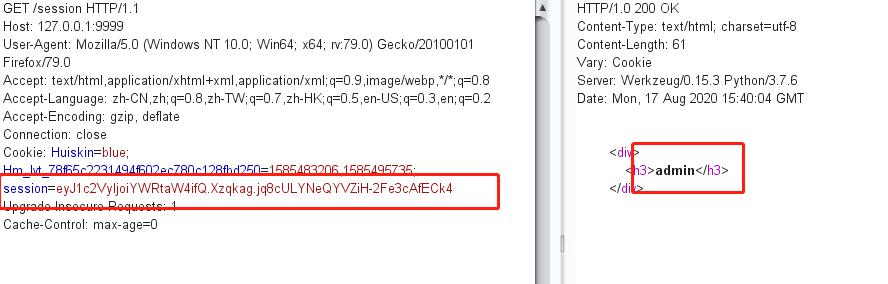 GET /session HTTP/1.1
Host: 127.0.0.1:9999
User-Agent: Mozilla/5.0 (Windows NT 10.0; Win64; x64; rv:79.0) Gecko/20100101
Firefox/79.0
Accept: text/html,application/xhtml+xml,application/xml;q=0.9,image/webp,*/*;q=0.8
Accept-Language: zh-CN,zh;q=0.8,zh-TW;q=0.7,zh-HK;q=0.5,en-US;q=0.3,en;q=0.2
Accept-Encoding: gzip, deflate
Connection: close
Cookie: Huiskin=blue;
Hm_lvt_78f65c2231494f602ec780c128fbd250=1585483206,1585495735;
session=eyJ1c2VyIjoiYWRtaW4ifQ.Xzqkag.jq8cULYNeQYVZiH-2Fe3cAfECk4
Upgrade-Insecure-Requests: 1
Cache-Control: max-age=0
HTTP/1.0 200 OK
Content-Type: text/html; charset=utf-8
Content-Length: 61
Vary: Cookie
Server: Werkzeug/0.15.3 Python/3.7.6
Date: Mon, 17 Aug 2020 15:40:04 GMT
<div>
<h3>admin</h3>
</div>